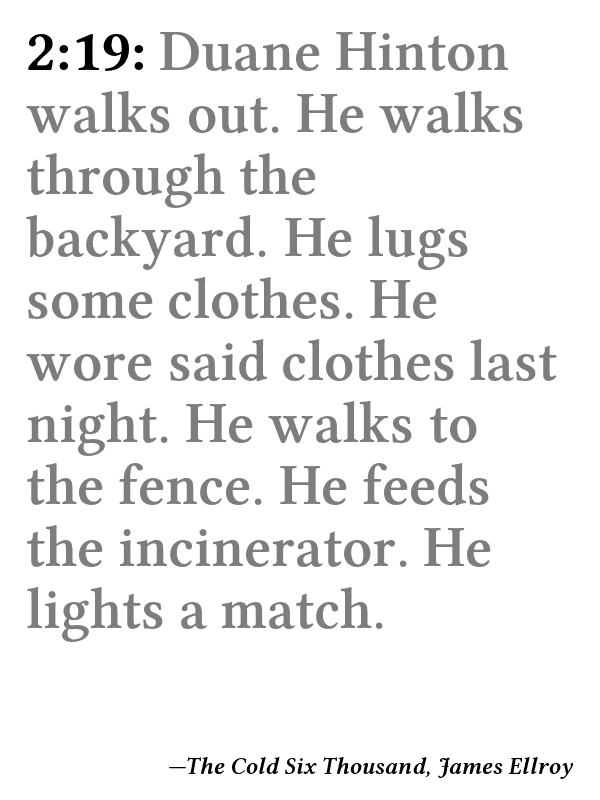 2:19: Duane Hinton
walks out. He walks
through the
backyard. He lugs
some clothes. He
wore said clothes last
night. He walks to
the fence. He feeds
the incinerator. He
lights a match.
—The Cold Six Thousand, James Ellroy